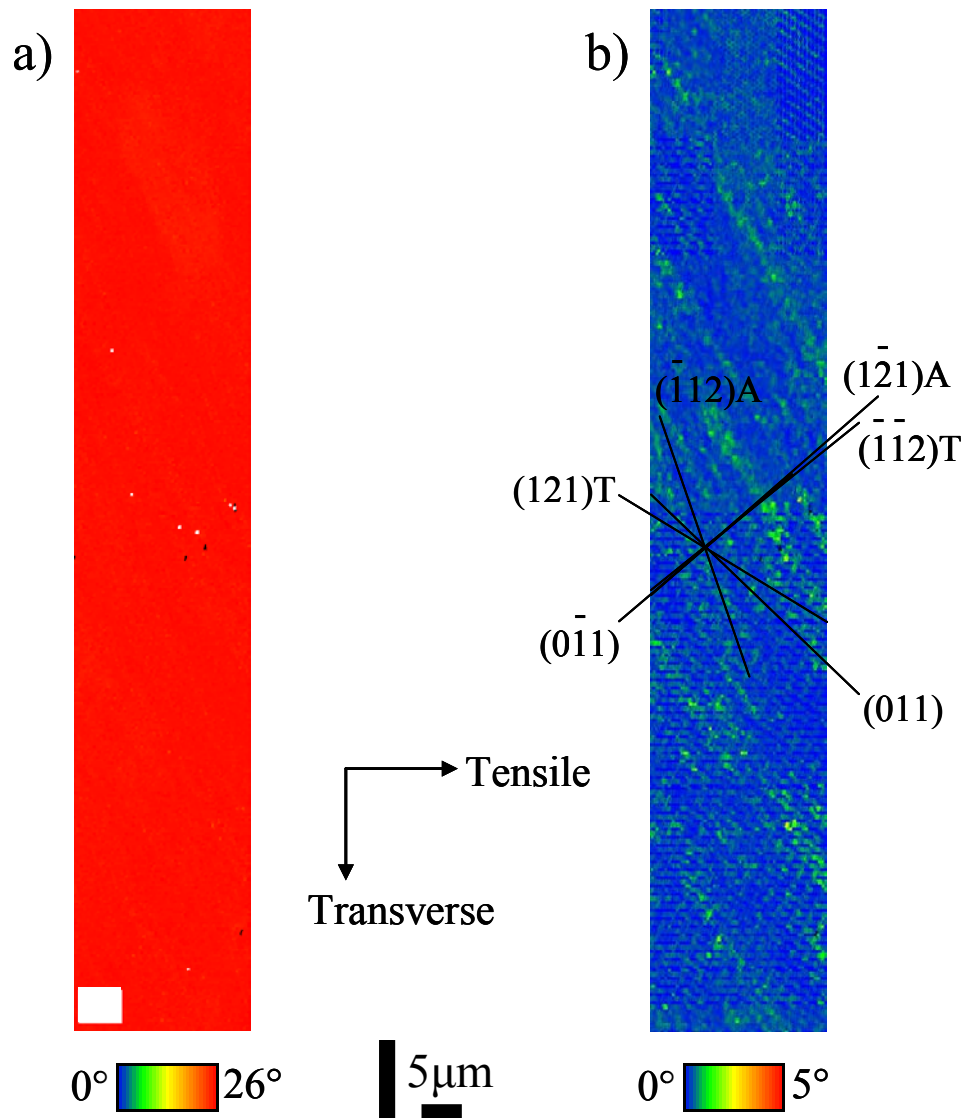 a)
b)
(1̄12)A
(12̄1)A
(1̄1̄2)T
(121)T
(01̄1)
(011)
Tensile
Transverse
0° 26°
5μm
0° 5°